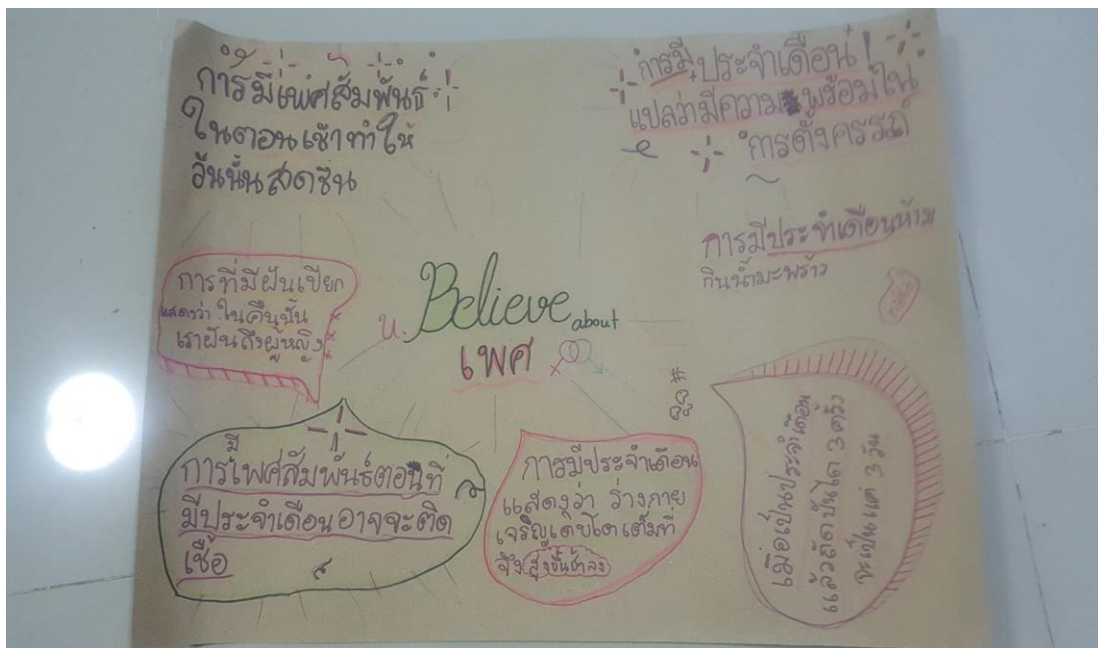 การมีเพศสัมพันธ์
ในตอนเช้าทำให้
วันนั้นสดชื่น
การมีประจำเดือน!
แปลว่ามีความพร้อมใน
การตั้งครรถ์
การมีประจำเดือนห้าม
กินน้ำมะพร้าว
การที่มีฝันเปียก
แสดงว่า ในคืนนั้น
เราฝันถึงผู้หญิง
u. Believe about
เพศ
การมีเพศสัมพันธ์ตอนที่
มีประจำเดือนอาจจะติด
เชื้อ
การมีประจำเดือน
แสดงว่า ร่างกาย
เจริญเติบโตเต็มที่
จึงสูงขึ้นช้าลง
เมื่อเป็นประจำเดือน
แล้วถัดบันได 3 ครั้ง
จะเป็นแค่ 3 วัน